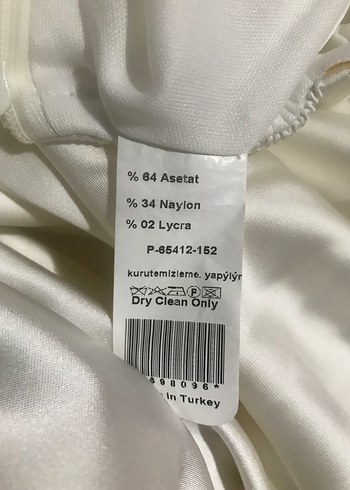 % 64 Asetat
% 34 Naylon
% 02 Lycra
P-65412-152
kurutemizleme. yapýlýr
P
Dry Clean Only
698096*
in Turkey